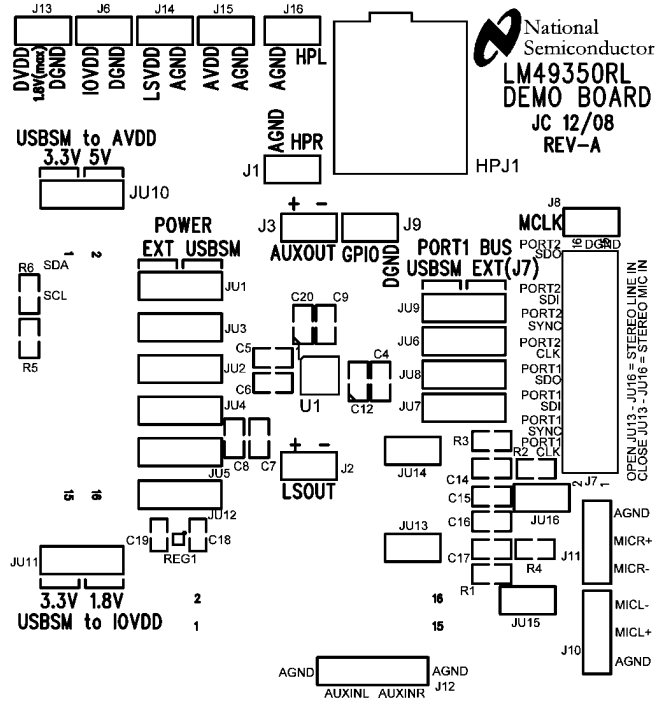 J13 J6 J14 J15 J16
DVDD
1.8V(max)
DGND
IOVDD
DGND
LSVDD
AGND
AVDD
AGND
AGND
HPL
National
Semiconductor
LM49350RL
DEMO BOARD
JC 12/08
REV-A
HPJ1
AGND
HPR
J1
USBSM to AVDD
3.3V 5V
JU10
+ -
J3
AUXOUT
GPIO
J9
DGND
J8
MCLK
16
15
DGND
POWER
EXT USBSM
PORT1 BUS
USBSM EXT(J7)
1
2
R6
SDA
SCL
R5
JU1
JU3
JU2
JU4
JU5
JU12
C20 C9
C5
C6
1
U1
C4
C12
C8 C7
JU9
JU6
JU8
JU7
PORT2
SDO
PORT2
SDI
PORT2
SYNC
PORT2
CLK
PORT1
SDO
PORT1
SDI
PORT1
SYNC
PORT1
CLK
OPEN JU13 - JU16 = STEREO LINE IN
CLOSE JU13 - JU16 = STEREO MIC IN
15
16
+ -
J2
LSOUT
JU14
R3
R2
C14
C15
C16
C17
R1
R4
J7
2
1
JU16
JU13
JU15
C19
REG1
C18
JU11
3.3V 1.8V
USBSM to IOVDD
2
1
16
15
AGND
MICR+
MICR-
J11
MICL-
MICL+
AGND
J10
AGND
AUXINL
AUXINR
AGND
J12